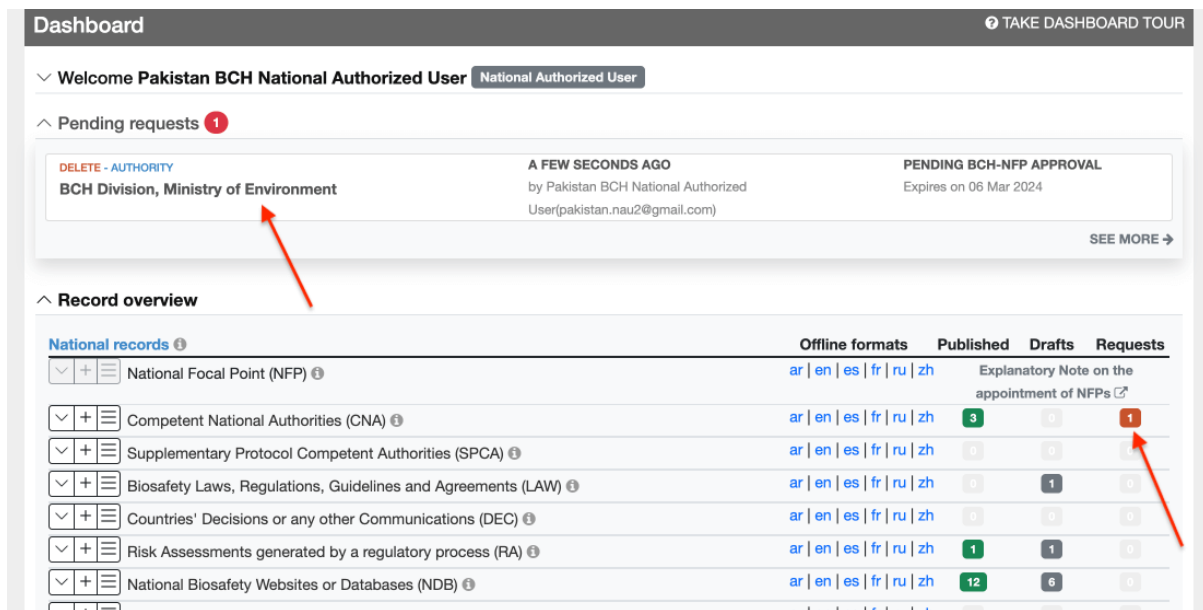 Dashboard
TAKE DASHBOARD TOUR
Welcome Pakistan BCH National Authorized User National Authorized User
Pending requests 1
DELETE - AUTHORITY
BCH Division, Ministry of Environment
A FEW SECONDS AGO
by Pakistan BCH National Authorized
User(pakistan.nau2@gmail.com)
PENDING BCH-NFP APPROVAL
Expires on 06 Mar 2024
SEE MORE
Record overview
National records Offline formats Published Drafts Requests
National Focal Point (NFP) ar | en | es | fr | ru | zh Explanatory Note on the
appointment of NFPs
Competent National Authorities (CNA) ar | en | es | fr | ru | zh 3 0 1
Supplementary Protocol Competent Authorities (SPCA) ar | en | es | fr | ru | zh 0 0 0
Biosafety Laws, Regulations, Guidelines and Agreements (LAW) ar | en | es | fr | ru | zh 0 1 0
Countries' Decisions or any other Communications (DEC) ar | en | es | fr | ru | zh 0 0 0
Risk Assessments generated by a regulatory process (RA) ar | en | es | fr | ru | zh 1 1 0
National Biosafety Websites or Databases (NDB) ar | en | es | fr | ru | zh 12 6 0